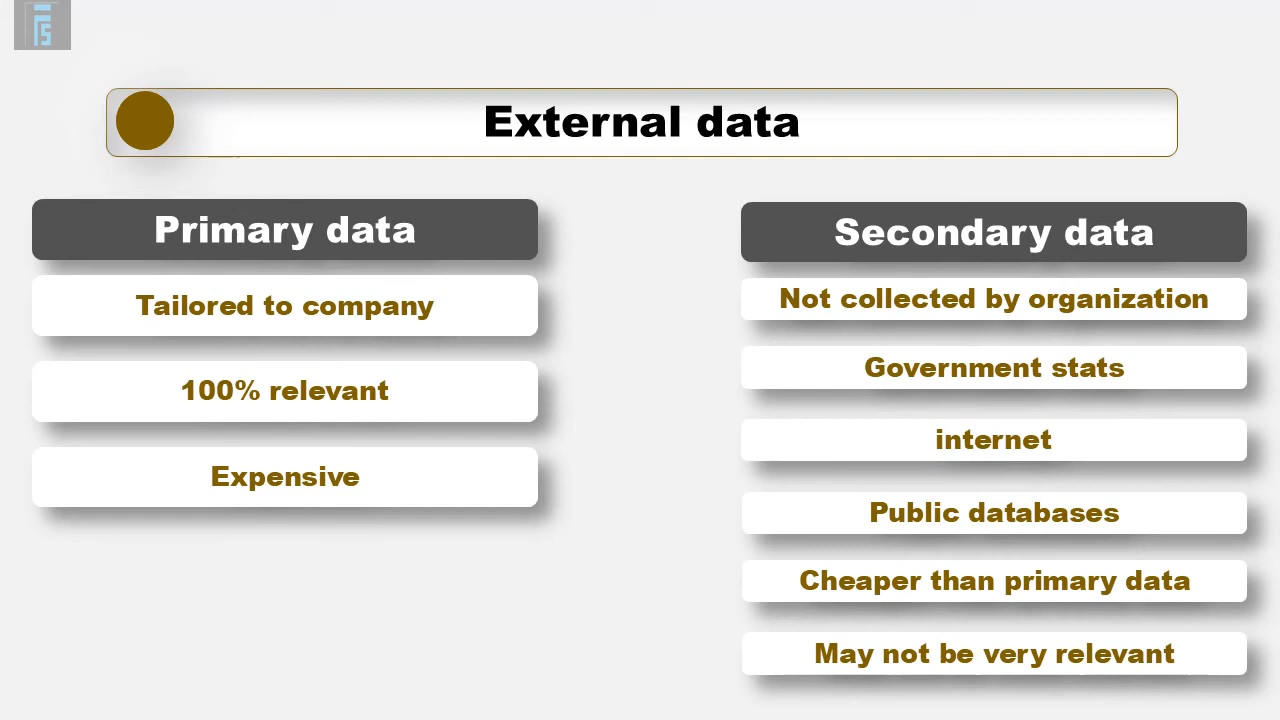 External data
Primary data
Tailored to company
100% relevant
Expensive
Secondary data
Not collected by organization
Government stats
internet
Public databases
Cheaper than primary data
May not be very relevant